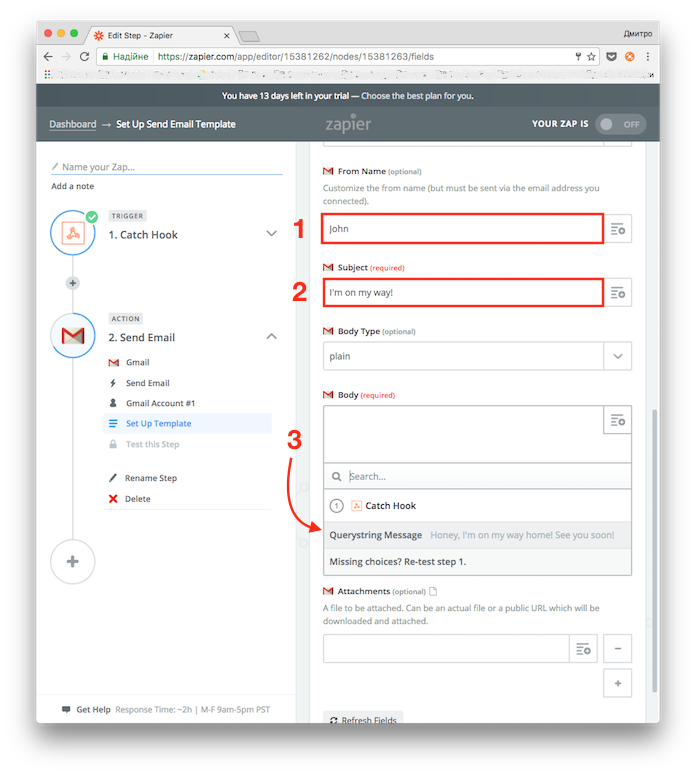 Edit Step - Zapier
Дмитро
Надійне https://zapier.com/app/editor/15381262/nodes/15381263/fields
You have 13 days left in your trial — Choose the best plan for you.
Dashboard → Set Up Send Email Template
zapier
YOUR ZAP IS OFF
Name your Zap...
Add a note
TRIGGER
1. Catch Hook
ACTION
2. Send Email
Gmail
Send Email
Gmail Account #1
Set Up Template
Test this Step
Rename Step
Delete
Get Help Response Time: ~2h | M-F 9am-5pm PST
From Name (optional)
Customize the from name (but must be sent via the email address you
connected).
1
John
Subject (required)
2
I'm on my way!
Body Type (optional)
plain
Body (required)
3
Search...
1 Catch Hook
Querystring Message Honey, I'm on my way home! See you soon!
Missing choices? Re-test step 1.
Attachments (optional)
A file to be attached. Can be an actual file or a public URL which will be
downloaded and attached.
Refresh Fields